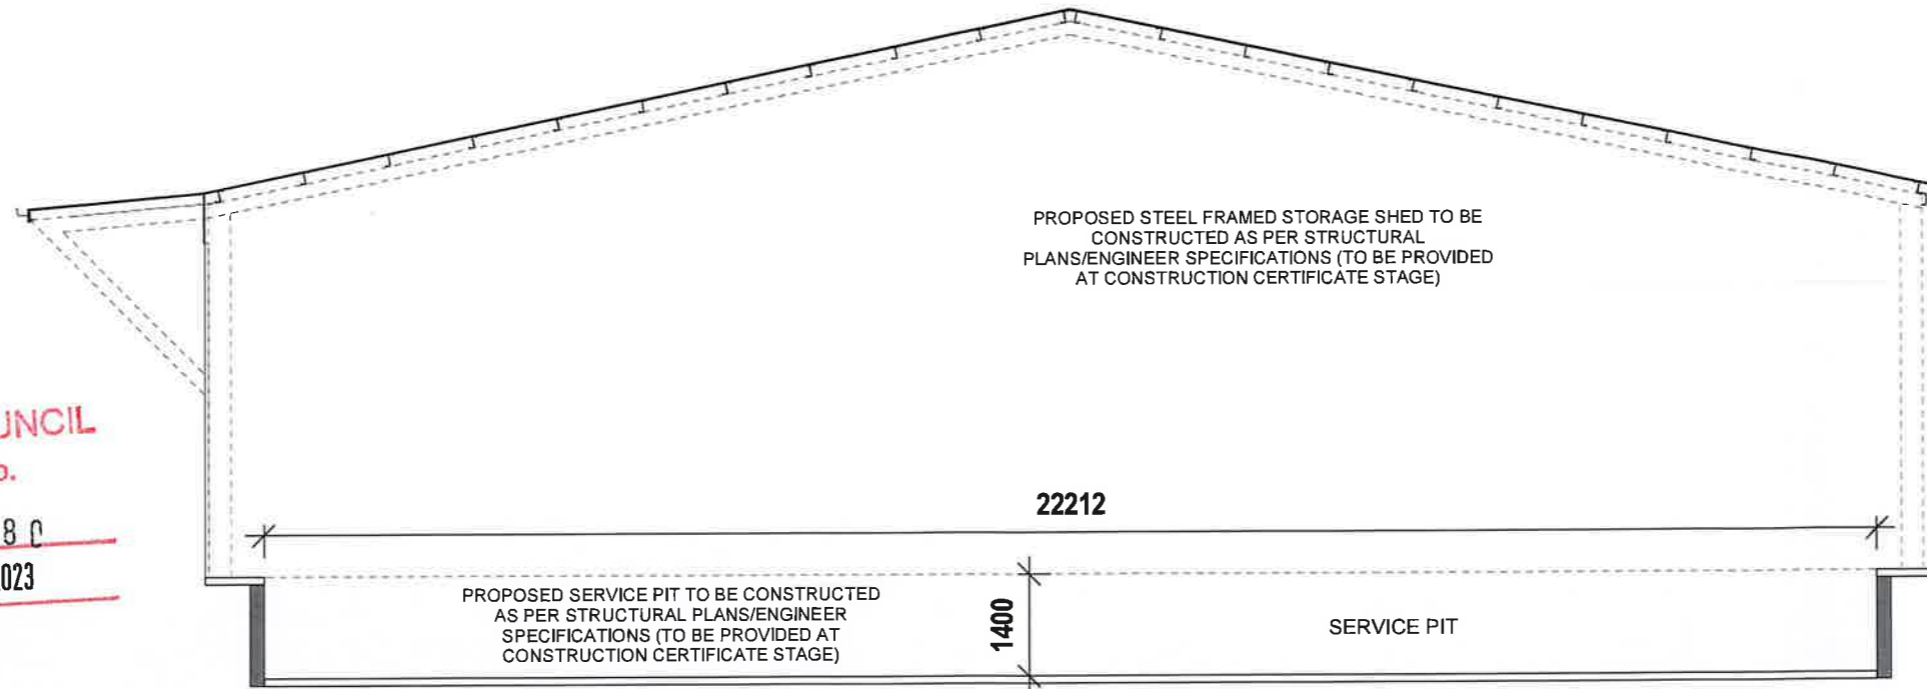 PROPOSED STEEL FRAMED STORAGE SHED TO BE
CONSTRUCTED AS PER STRUCTURAL
PLANS/ENGINEER SPECIFICATIONS (TO BE PROVIDED
AT CONSTRUCTION CERTIFICATE STAGE)
UNCIL
o.
8 0
023
22212
PROPOSED SERVICE PIT TO BE CONSTRUCTED
AS PER STRUCTURAL PLANS/ENGINEER
SPECIFICATIONS (TO BE PROVIDED AT
CONSTRUCTION CERTIFICATE STAGE)
1400
SERVICE PIT